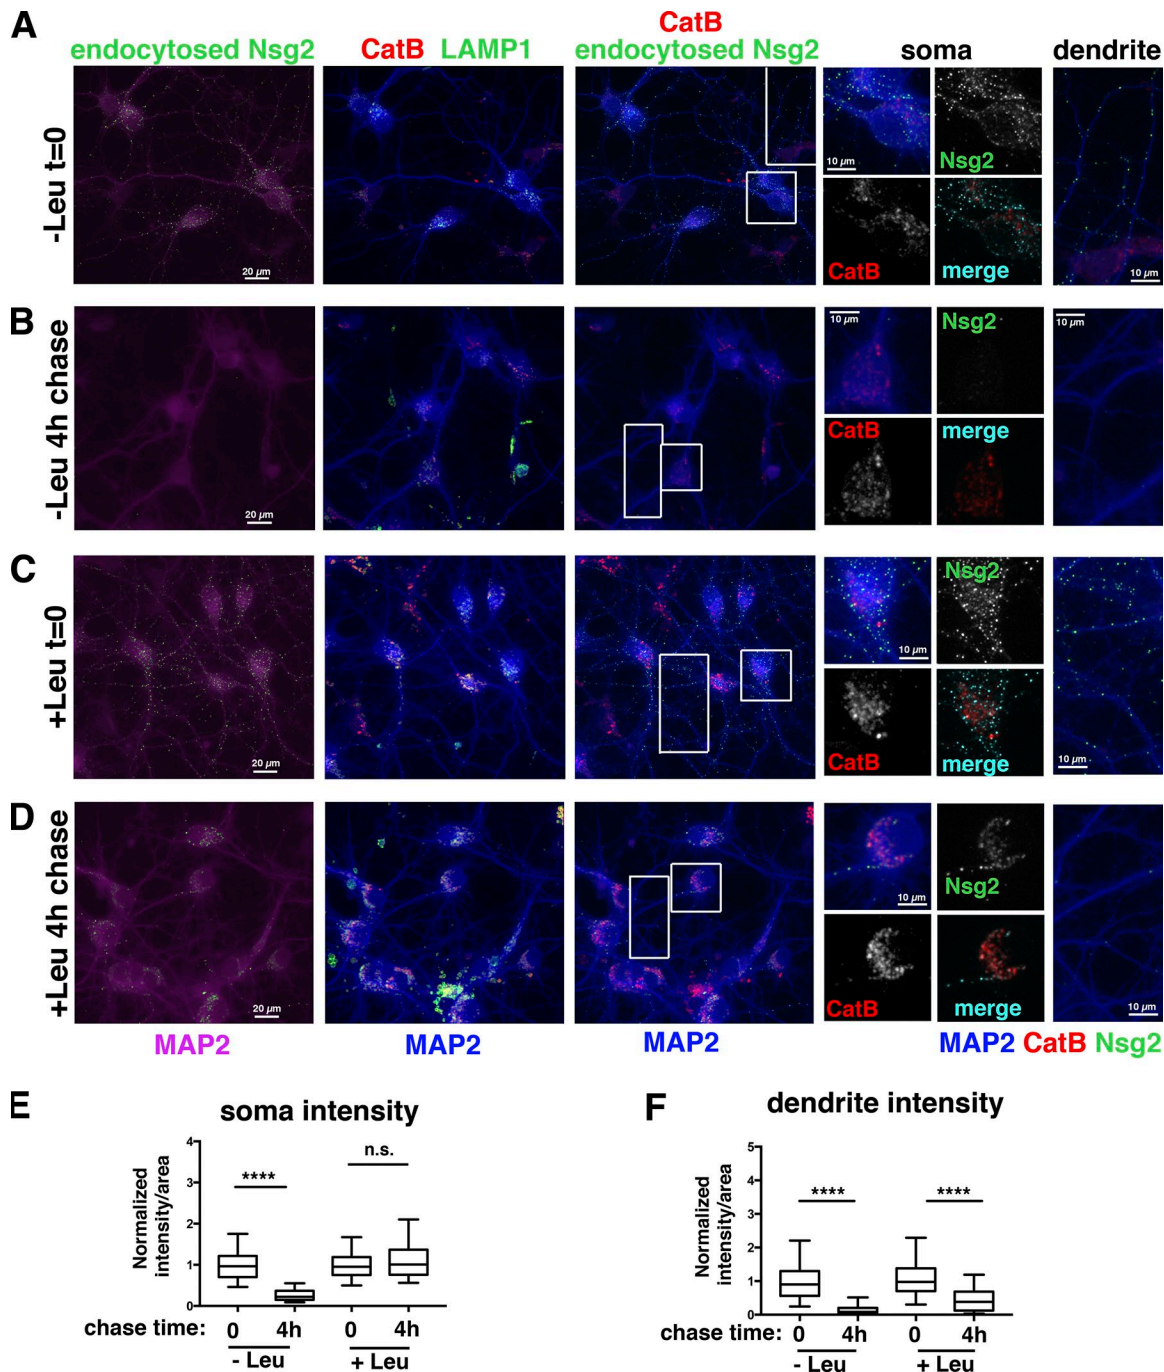 A
endocytosed Nsg2
CatB LAMP1
CatB
endocytosed Nsg2
soma
dendrite
-Leu t=0
20 µm
10 µm
Nsg2
CatB
merge
10 µm
B
-Leu 4h chase
20 µm
10 µm
Nsg2
CatB
merge
10 µm
C
+Leu t=0
20 µm
10 µm
Nsg2
CatB
merge
10 µm
D
+Leu 4h chase
20 µm
10 µm
Nsg2
CatB
merge
10 µm
MAP2
MAP2
MAP2
MAP2 CatB Nsg2
E
soma intensity
Normalized
intensity/area
4
3
2
1
0
****
n.s.
chase time: 0 4h 0 4h
- Leu + Leu
F
dendrite intensity
Normalized
intensity/area
5
4
3
2
1
0
****
****
chase time: 0 4h 0 4h
- Leu + Leu